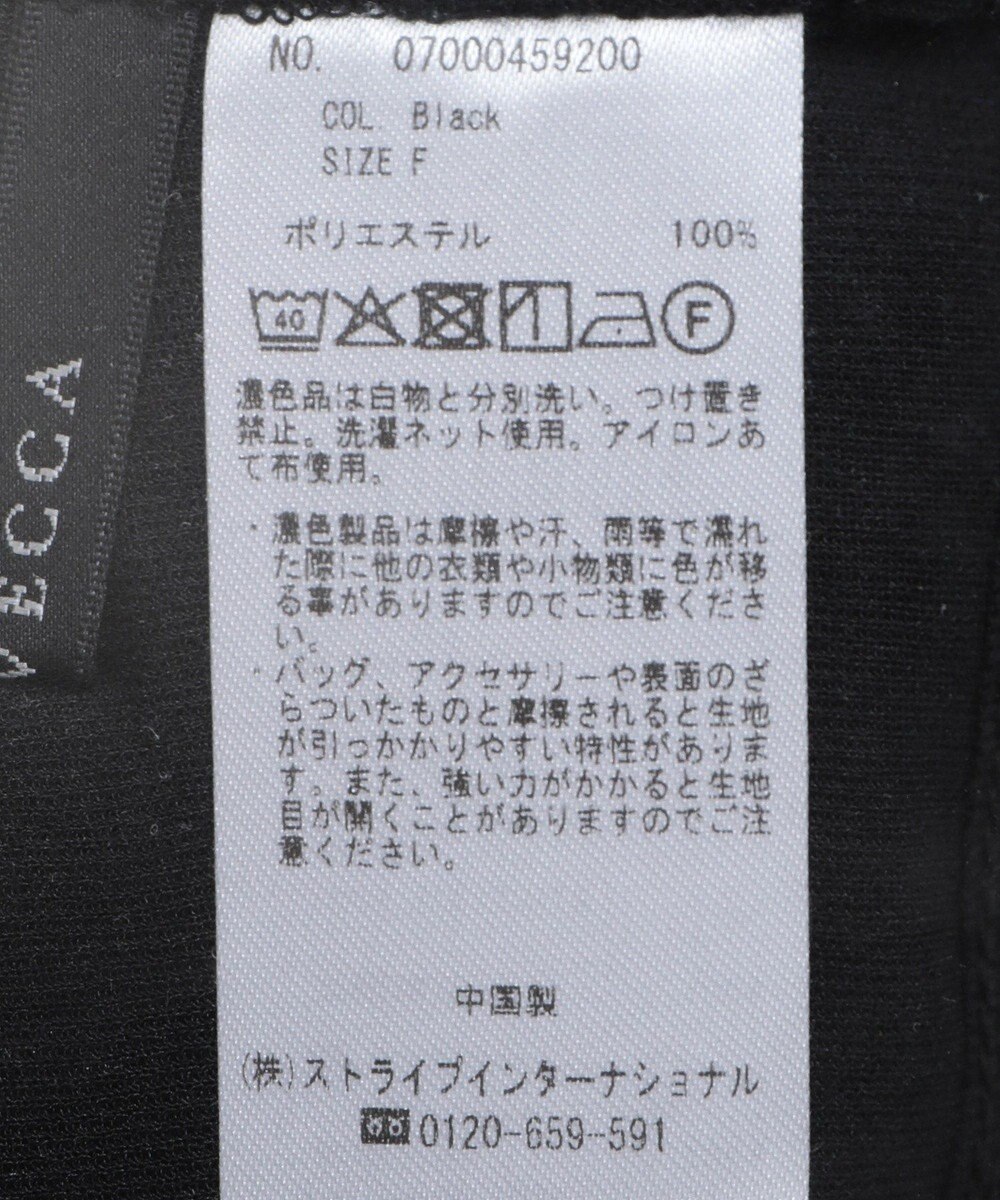 NO. 07000459200
COL. Black
SIZE F
ポリエステル 100%
40
F
濃色品は白物と分別洗い。つけ置き
禁止。洗濯ネット使用。アイロンあ
て布使用。
・濃色製品は摩擦や汗、雨等で濡れ
た際に他の衣類や小物類に色が移
る事がありますのでご注意くださ
い。
・バッグ、アクセサリーや表面のざ
らついたものと摩擦されると生地
が引っかかりやすい特性がありま
す。また、強い力がかかると生地
目が開くことがありますのでご注
意ください。
中国製
(株)ストライプインターナショナル
0120-659-591
ECCA